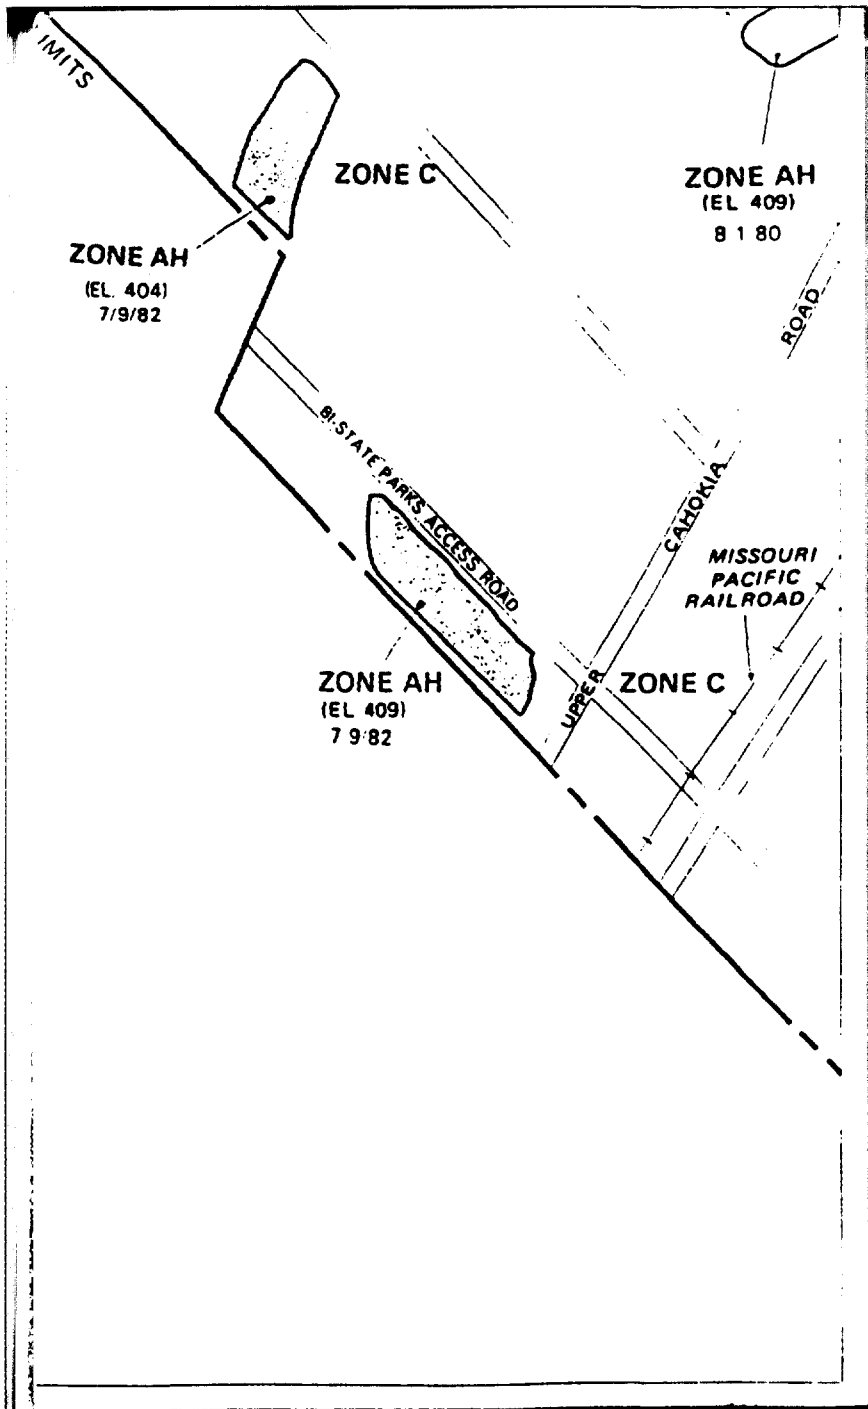 IMITS
ZONE C
ZONE AH
(EL 409)
8 1 80
ZONE AH
(EL. 404)
7/9/82
ROAD
BI-STATE PARKS ACCESS ROAD
CAHOKIA
MISSOURI
PACIFIC
RAILROAD
ZONE AH
(EL 409)
7 9/82
UPPER
ZONE C